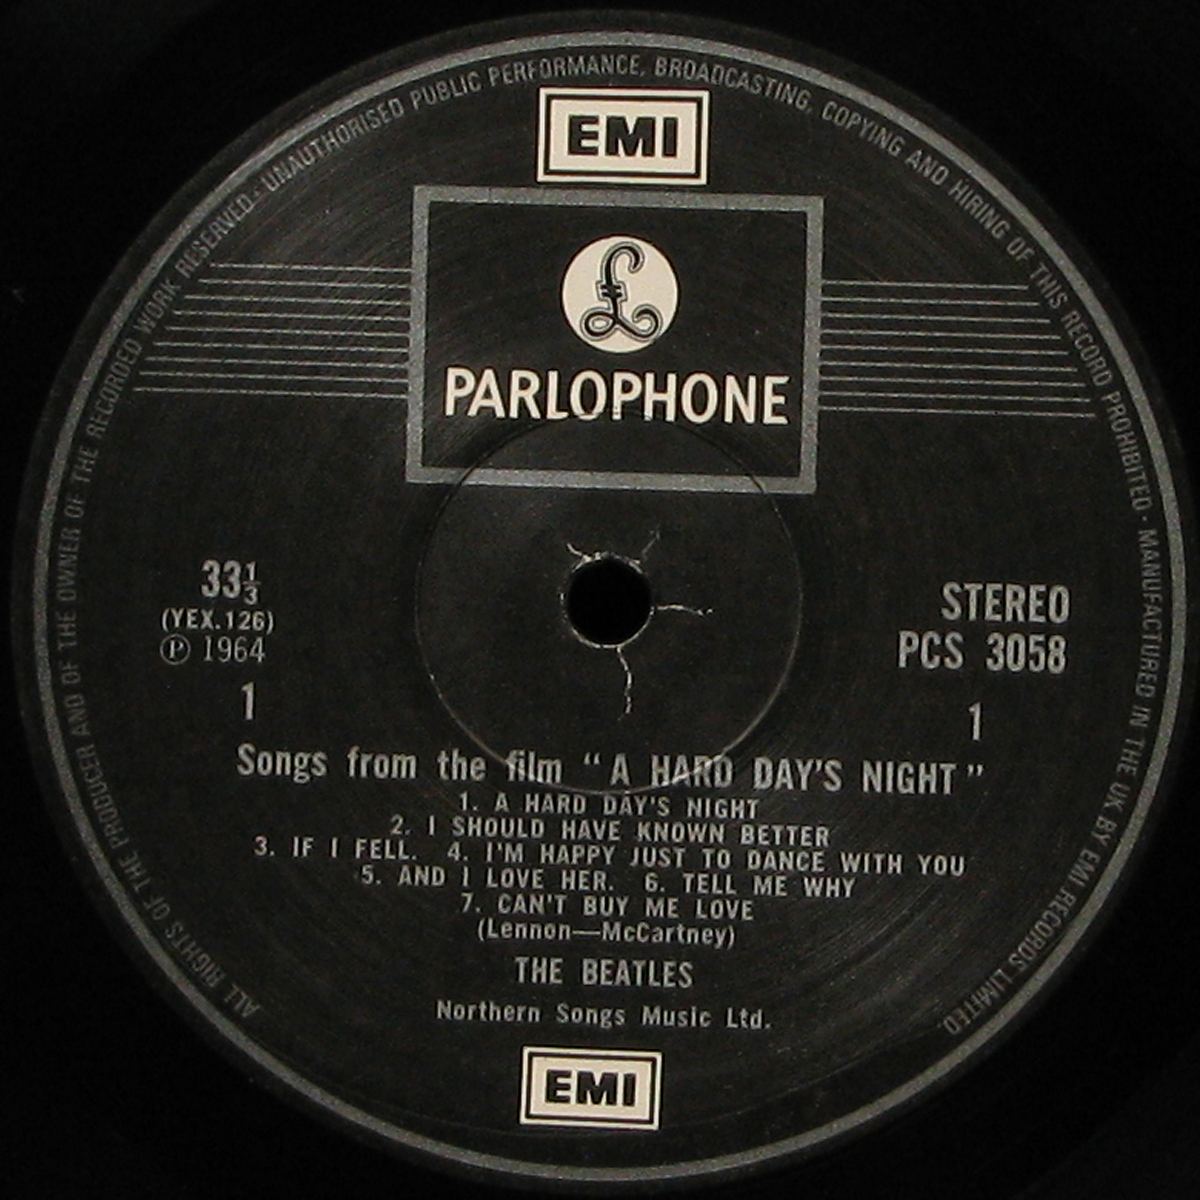 ALL RIGHTS OF THE PRODUCER AND OF THE OWNER OF THE RECORDED WORK RESERVED · UNAUTHORISED PUBLIC PERFORMANCE, BROADCASTING, COPYING AND HIRING OF THIS RECORD PROHIBITED · MANUFACTURED IN THE UK BY EMI RECORDS LIMITED.
EMI
£
PARLOPHONE
33⅓
(YEX.126)
Ⓟ 1964
1
STEREO
PCS 3058
1
Songs from the film "A HARD DAY'S NIGHT"
1. A HARD DAY'S NIGHT
2. I SHOULD HAVE KNOWN BETTER
3. IF I FELL. 4. I'M HAPPY JUST TO DANCE WITH YOU
5. AND I LOVE HER. 6. TELL ME WHY
7. CAN'T BUY ME LOVE
(Lennon—McCartney)
THE BEATLES
Northern Songs Music Ltd.
EMI